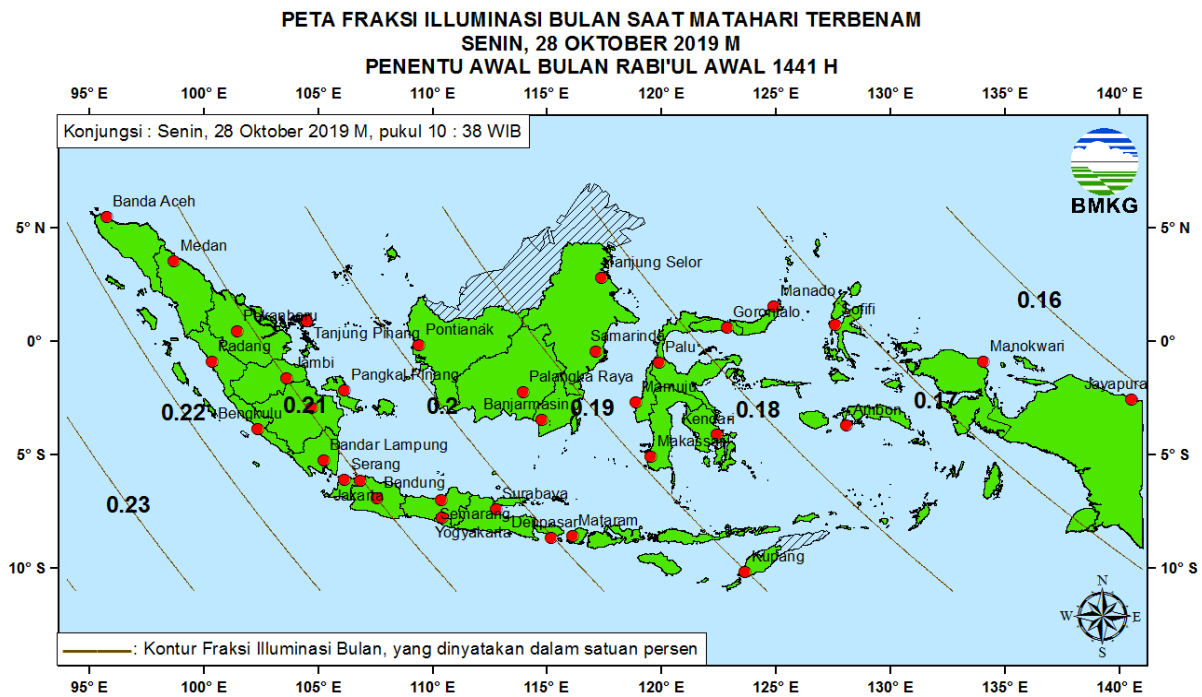 PETA FRAKSI ILLUMINASI BULAN SAAT MATAHARI TERBENAM
SENIN, 28 OKTOBER 2019 M
PENENTU AWAL BULAN RABI'UL AWAL 1441 H
95° E 100° E 105° E 110° E 115° E 120° E 125° E 130° E 135° E 140° E
Konjungsi : Senin, 28 Oktober 2019 M, pukul 10 : 38 WIB
BMKG
Banda Aceh
5° N 5° N
Medan
Tanjung Selor
Manado
0.16
Gorontalo Sofifi
Pekanbaru
Tanjung Pinang Pontianak
0° 0°
Samarinda
Padang Palu Manokwari
Jambi
Pangkal Pinang Palangka Raya
Mamuju Jayapura
0.22 0.21 0.2 0.19 0.18 0.17
Bengkulu Banjarmasin Ambon
Kendari
Bandar Lampung Makassar
5° S 5° S
Serang
Bandung
Jakarta Surabaya
0.23
Semarang Denpasar Mataram
Yogyakarta
Kupang
10° S 10° S
N
W E
S
: Kontur Fraksi Illuminasi Bulan, yang dinyatakan dalam satuan persen
95° E 100° E 105° E 110° E 115° E 120° E 125° E 130° E 135° E 140° E